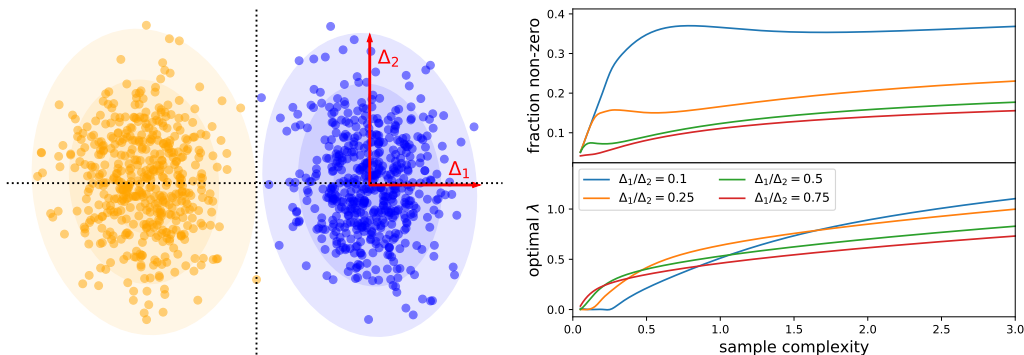 Δ₂
Δ₁
fraction non-zero
0.4
0.3
0.2
0.1
Δ₁/Δ₂ = 0.1
Δ₁/Δ₂ = 0.25
Δ₁/Δ₂ = 0.5
Δ₁/Δ₂ = 0.75
optimal λ
1.0
0.5
0.0
0.0 0.5 1.0 1.5 2.0 2.5 3.0
sample complexity